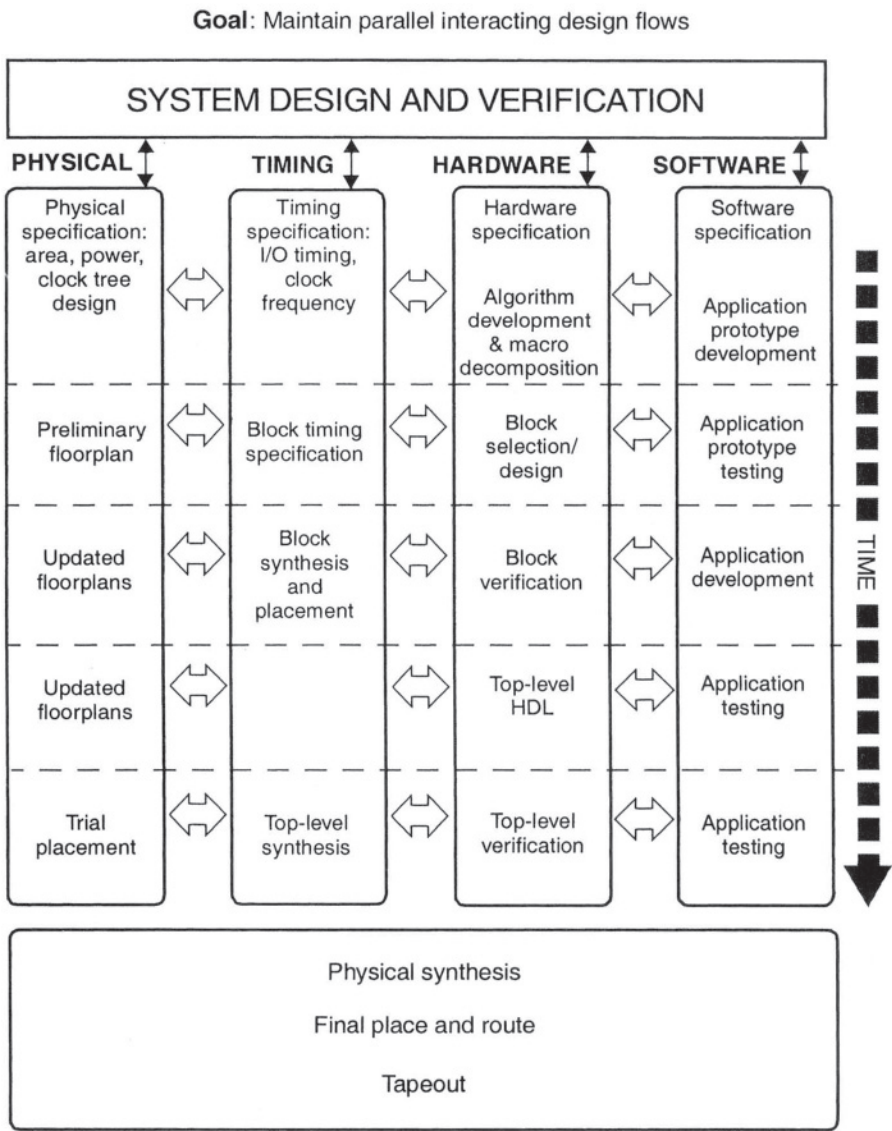 Goal: Maintain parallel interacting design flows
SYSTEM DESIGN AND VERIFICATION
PHYSICAL
TIMING
HARDWARE
SOFTWARE
Physical
specification:
area, power,
clock tree
design
Timing
specification:
I/O timing,
clock
frequency
Hardware
specification
Algorithm
development
& macro
decomposition
Software
specification
Application
prototype
development
Preliminary
floorplan
Block timing
specification
Block
selection/
design
Application
prototype
testing
Updated
floorplans
Block
synthesis
and
placement
Block
verification
Application
development
Updated
floorplans
Top-level
HDL
Application
testing
Trial
placement
Top-level
synthesis
Top-level
verification
Application
testing
TIME
Physical synthesis
Final place and route
Tapeout